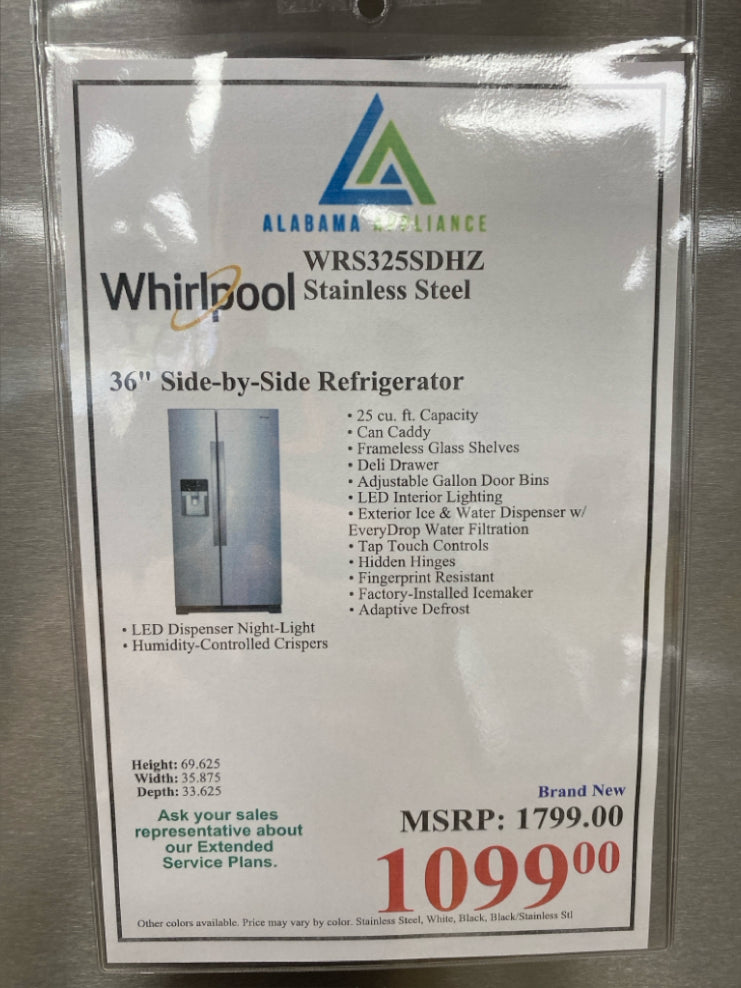 ALABAMA APPLIANCE
WRS325SDHZ
Whirlpool Stainless Steel
36" Side-by-Side Refrigerator
• 25 cu. ft. Capacity
• Can Caddy
• Frameless Glass Shelves
• Deli Drawer
• Adjustable Gallon Door Bins
• LED Interior Lighting
• Exterior Ice & Water Dispenser w/
EveryDrop Water Filtration
• Tap Touch Controls
• Hidden Hinges
• Fingerprint Resistant
• Factory-Installed Icemaker
• Adaptive Defrost
• LED Dispenser Night-Light
• Humidity-Controlled Crispers
Height: 69.625
Width: 35.875
Depth: 33.625
Ask your sales
representative about
our Extended
Service Plans.
Brand New
MSRP: 1799.00
109900
Other colors available. Price may vary by color. Stainless Steel, White, Black, Black/Stainless Stl